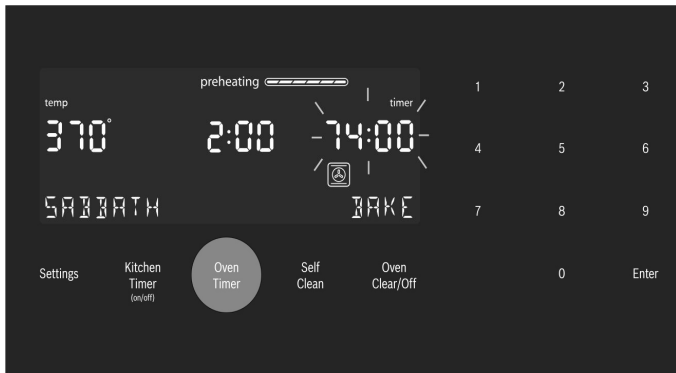 preheating
temp timer
370° 2:00 74:00
SABBATH BAKE
Settings
Kitchen
Timer
(on/off)
Oven
Timer
Self
Clean
Oven
Clear/Off
1 2 3
4 5 6
7 8 9
0 Enter